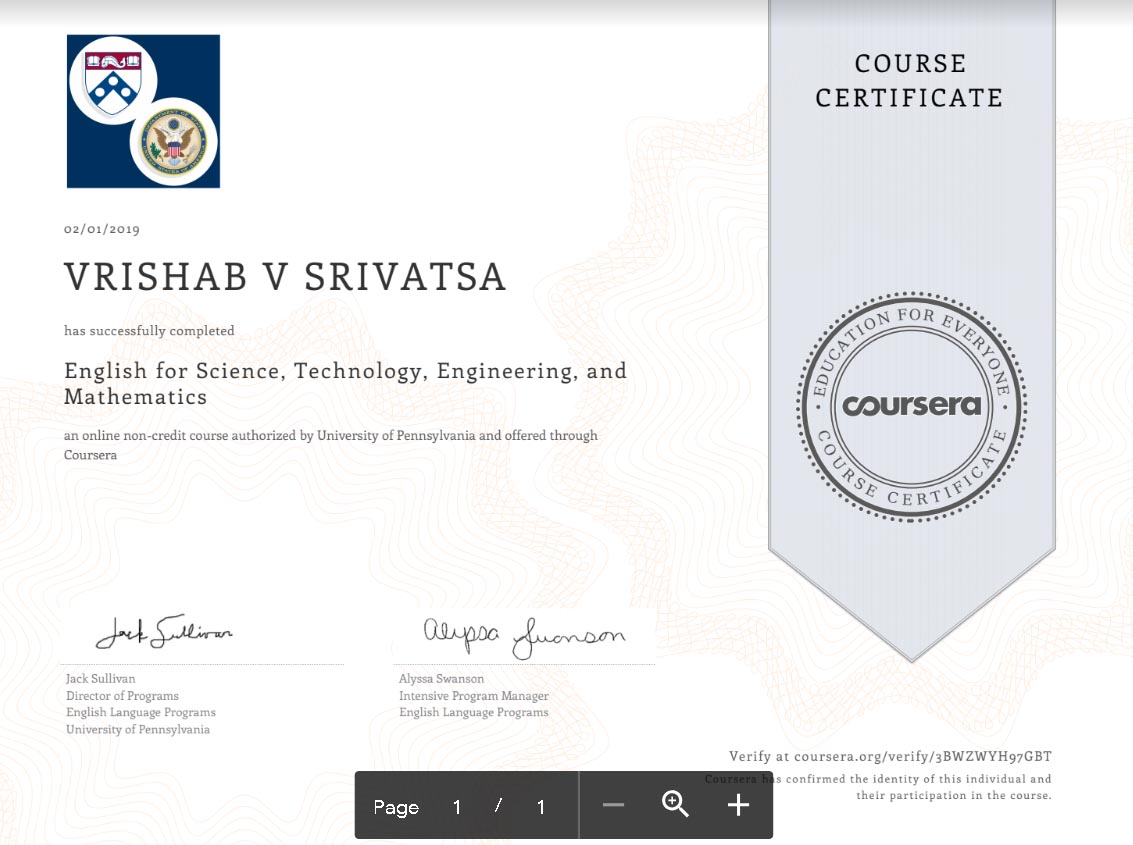 COURSE
CERTIFICATE
02/01/2019
VRISHAB V SRIVATSA
has successfully completed
English for Science, Technology, Engineering, and
Mathematics
an online non-credit course authorized by University of Pennsylvania and offered through
Coursera
EDUCATION FOR EVERYONE
coursera
COURSE CERTIFICATE
Jack Sullivan
Alyssa Swanson
Jack Sullivan
Director of Programs
English Language Programs
University of Pennsylvania
Alyssa Swanson
Intensive Program Manager
English Language Programs
Verify at coursera.org/verify/3BWZWYH97GBT
Coursera has confirmed the identity of this individual and
their participation in the course.
Page 1 / 1